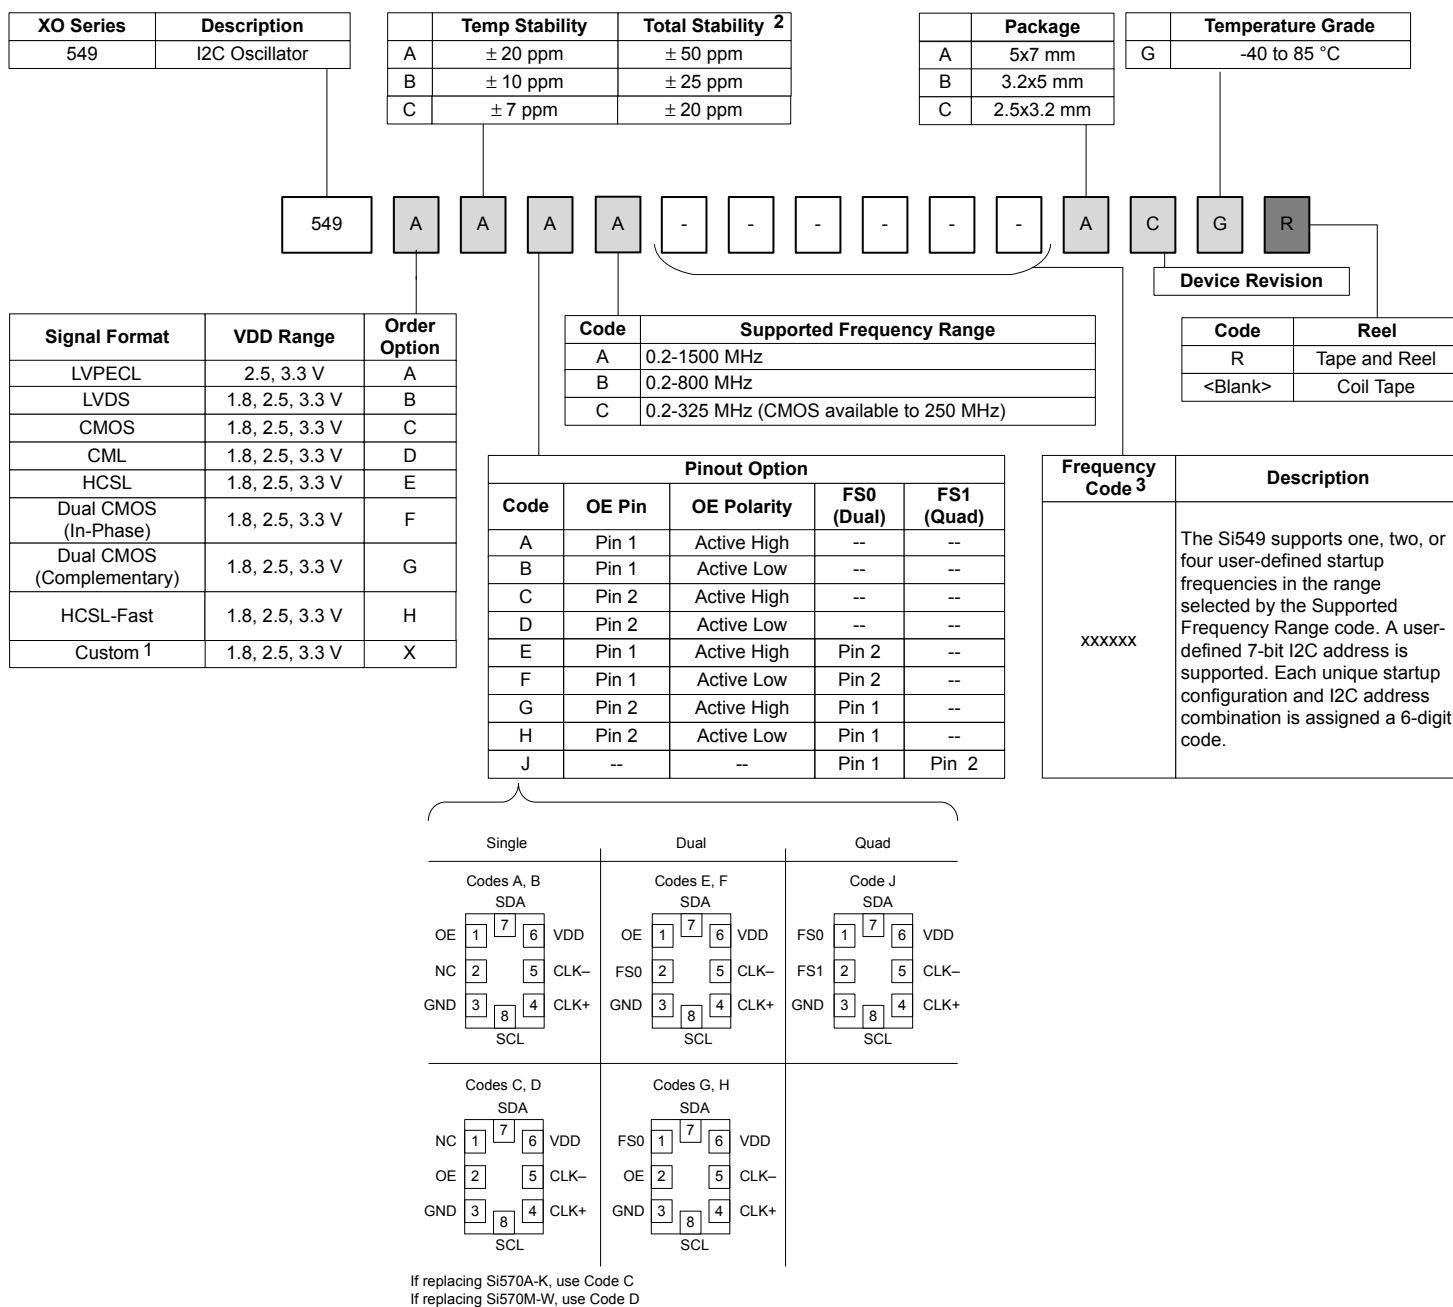 XO Series Description
549 I2C Oscillator
Temp Stability Total Stability 2
A ± 20 ppm ± 50 ppm
B ± 10 ppm ± 25 ppm
C ± 7 ppm ± 20 ppm
Package
A 5x7 mm
B 3.2x5 mm
C 2.5x3.2 mm
Temperature Grade
G -40 to 85 °C
549 A A A A - - - - - - A C G R
Device Revision
Signal Format VDD Range Order Option
LVPECL 2.5, 3.3 V A
LVDS 1.8, 2.5, 3.3 V B
CMOS 1.8, 2.5, 3.3 V C
CML 1.8, 2.5, 3.3 V D
HCSL 1.8, 2.5, 3.3 V E
Dual CMOS (In-Phase) 1.8, 2.5, 3.3 V F
Dual CMOS (Complementary) 1.8, 2.5, 3.3 V G
HCSL-Fast 1.8, 2.5, 3.3 V H
Custom 1 1.8, 2.5, 3.3 V X
Code Supported Frequency Range
A 0.2-1500 MHz
B 0.2-800 MHz
C 0.2-325 MHz (CMOS available to 250 MHz)
Code Reel
R Tape and Reel
<Blank> Coil Tape
Pinout Option
Code OE Pin OE Polarity FS0 (Dual) FS1 (Quad)
A Pin 1 Active High -- --
B Pin 1 Active Low -- --
C Pin 2 Active High -- --
D Pin 2 Active Low -- --
E Pin 1 Active High Pin 2 --
F Pin 1 Active Low Pin 2 --
G Pin 2 Active High Pin 1 --
H Pin 2 Active Low Pin 1 --
J -- -- Pin 1 Pin 2
Frequency Code 3 Description
xxxxxx
The Si549 supports one, two, or
four user-defined startup
frequencies in the range
selected by the Supported
Frequency Range code. A user-
defined 7-bit I2C address is
supported. Each unique startup
configuration and I2C address
combination is assigned a 6-digit
code.
Single Dual Quad
Codes A, B
SDA
7
OE 1 6 VDD
NC 2 5 CLK–
GND 3 4 CLK+
8
SCL
Codes E, F
SDA
7
OE 1 6 VDD
FS0 2 5 CLK–
GND 3 4 CLK+
8
SCL
Code J
SDA
7
FS0 1 6 VDD
FS1 2 5 CLK–
GND 3 4 CLK+
8
SCL
Codes C, D
SDA
7
NC 1 6 VDD
OE 2 5 CLK–
GND 3 4 CLK+
8
SCL
Codes G, H
SDA
7
FS0 1 6 VDD
OE 2 5 CLK–
GND 3 4 CLK+
8
SCL
If replacing Si570A-K, use Code C
If replacing Si570M-W, use Code D